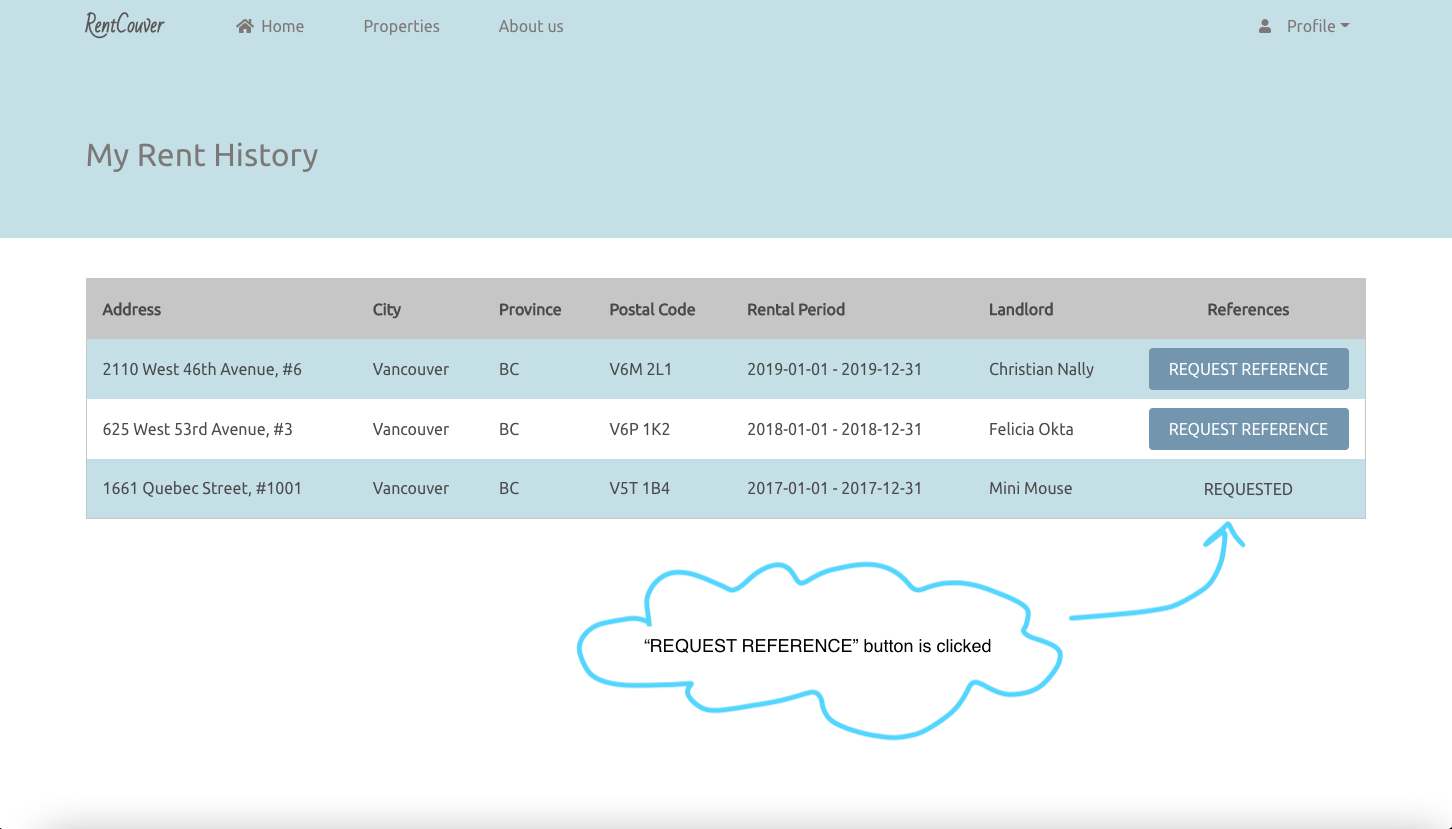 RentCouver Home Properties About us Profile
My Rent History
Address City Province Postal Code Rental Period Landlord References
2110 West 46th Avenue, #6 Vancouver BC V6M 2L1 2019-01-01 - 2019-12-31 Christian Nally REQUEST REFERENCE
625 West 53rd Avenue, #3 Vancouver BC V6P 1K2 2018-01-01 - 2018-12-31 Felicia Okta REQUEST REFERENCE
1661 Quebec Street, #1001 Vancouver BC V5T 1B4 2017-01-01 - 2017-12-31 Mini Mouse REQUESTED
“REQUEST REFERENCE” button is clicked